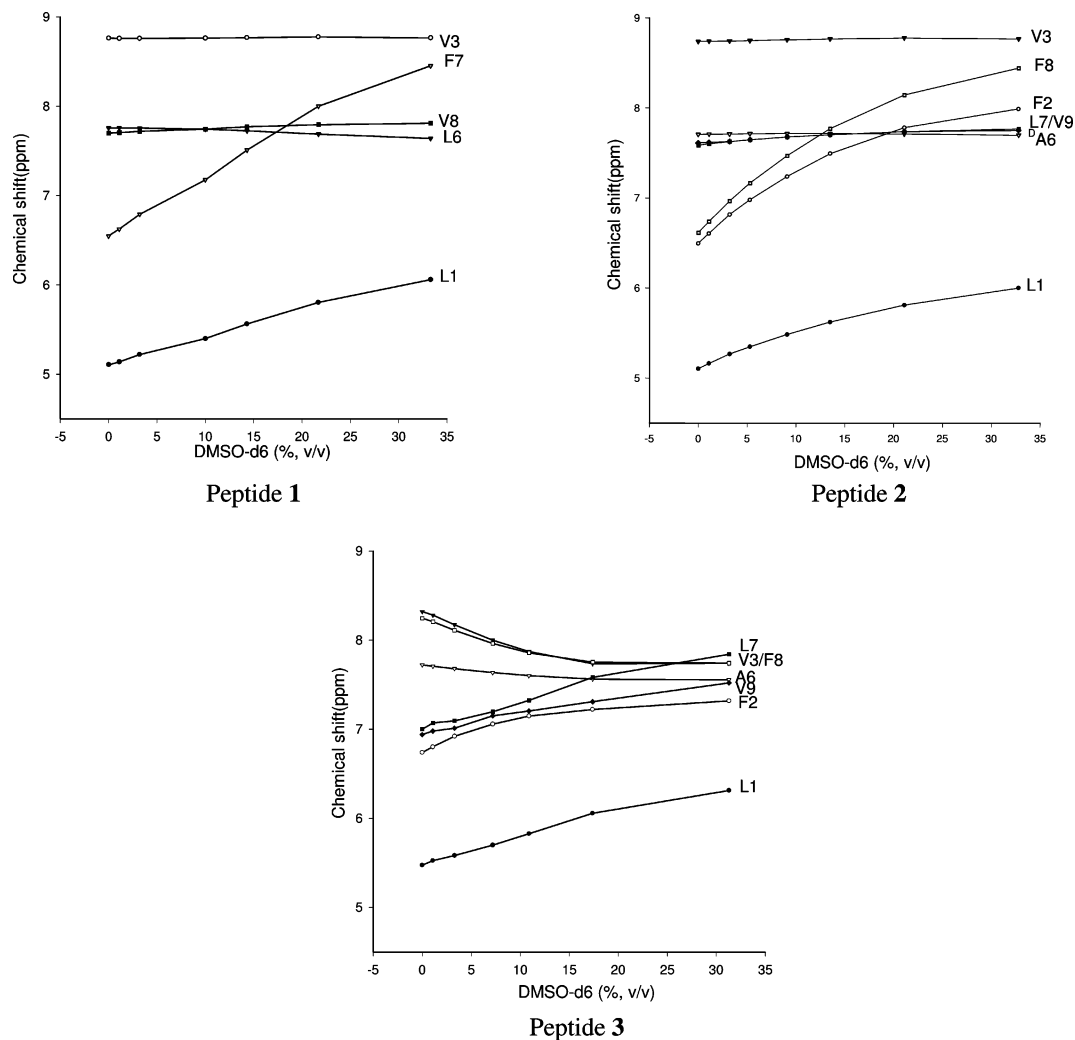 9
8
7
6
5
-5 0 5 10 15 20 25 30 35
Chemical shift(ppm)
DMSO-d6 (%, v/v)
V3
F7
V8
L6
L1
Peptide 1
9
8
7
6
5
-5 0 5 10 15 20 25 30 35
Chemical shift(ppm)
DMSO-d6 (%, v/v)
V3
F8
F2
L7/V9
DA6
L1
Peptide 2
9
8
7
6
5
-5 0 5 10 15 20 25 30 35
Chemical shift(ppm)
DMSO-d6 (%, v/v)
L7
V3/F8
A6
V9
F2
L1
Peptide 3